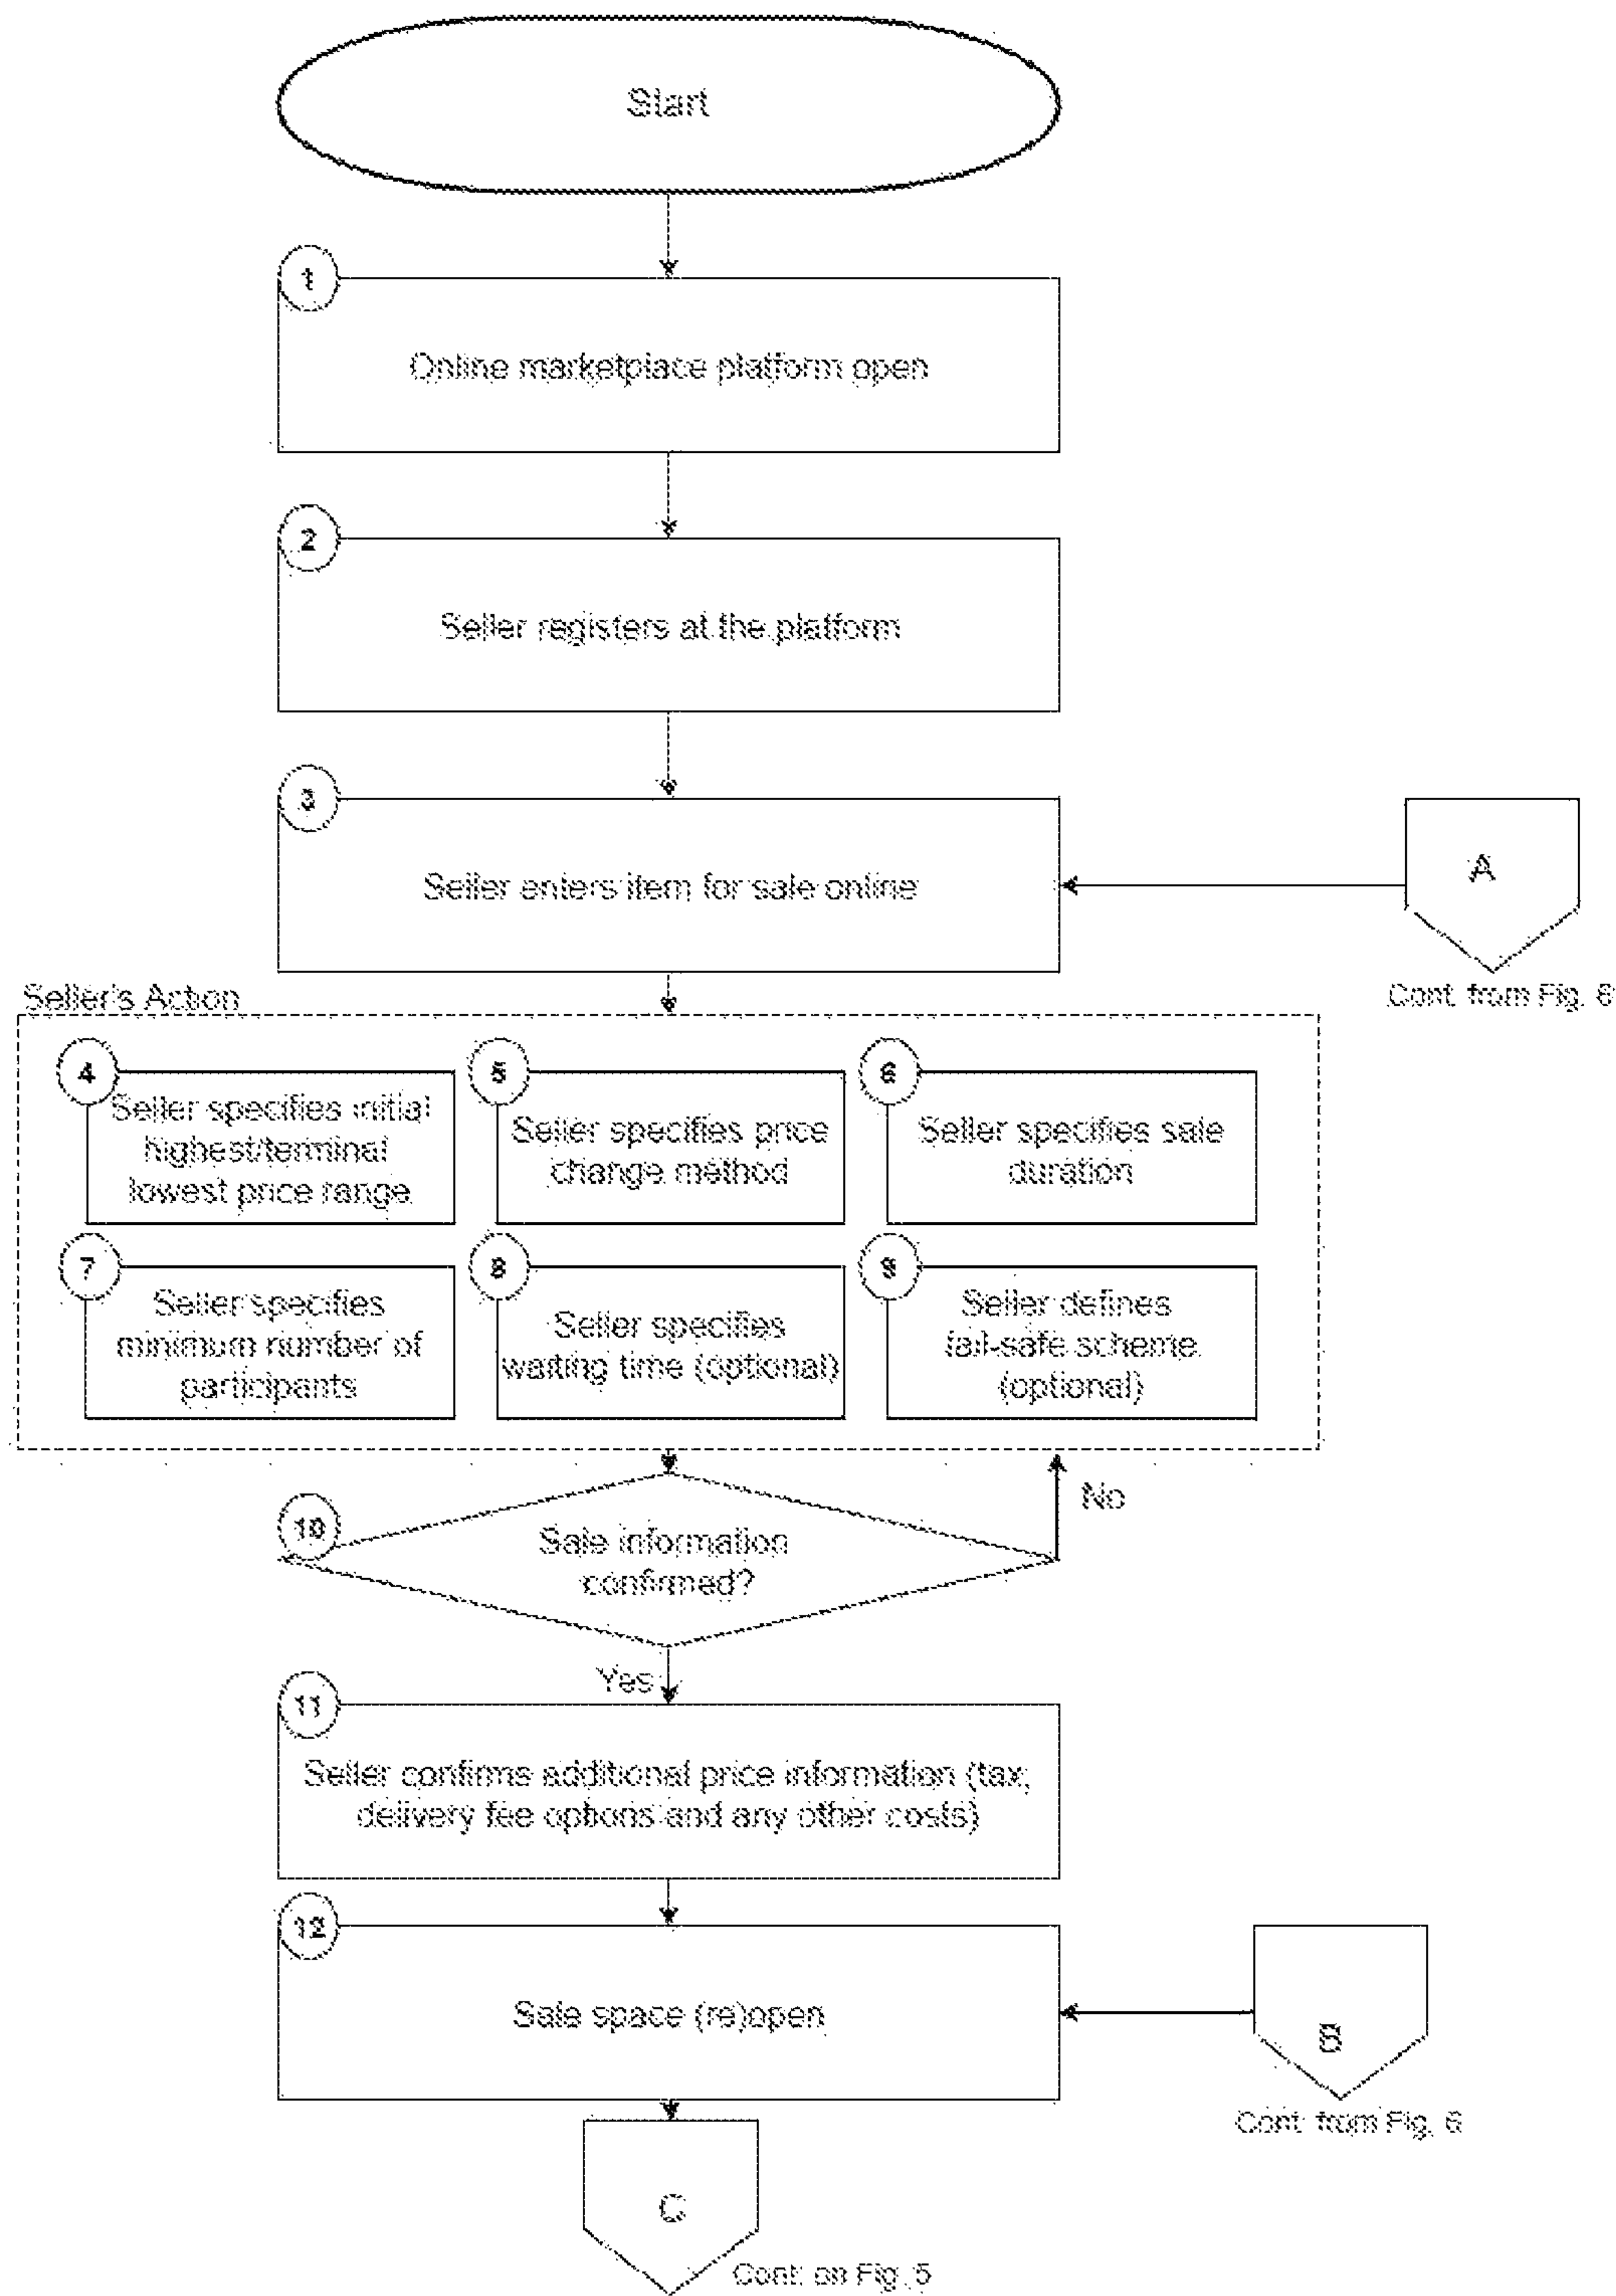 Start
1
Online marketplace platform open
2
Seller registers at the platform
3
Seller enters item for sale online
A
Cont. from Fig. 6
Seller's Action
4
Seller specifies initial
highest/terminal
lowest price range
5
Seller specifies price
change method
6
Seller specifies sale
duration
7
Seller specifies
minimum number of
participants
8
Seller specifies
waiting time (optional)
9
Seller defines
fail-safe scheme
(optional)
10
Sale information
confirmed?
No
Yes
11
Seller confirms additional price information (tax,
delivery fee options and any other costs)
12
Sale space (re)open
B
Cont. from Fig. 6
C
Cont. on Fig. 5